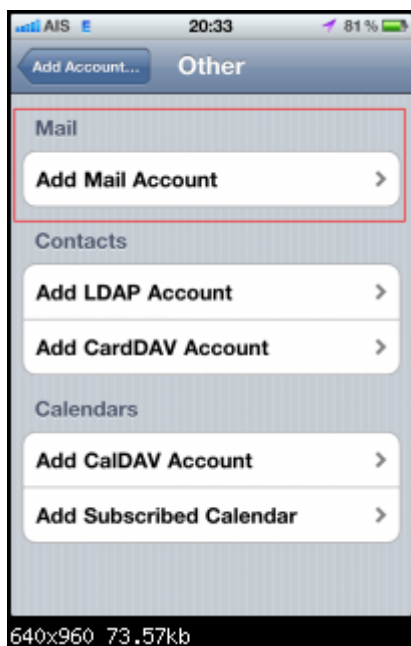 AIS E 20:33 81%
Add Account... Other
Mail
Add Mail Account
Contacts
Add LDAP Account
Add CardDAV Account
Calendars
Add CalDAV Account
Add Subscribed Calendar
640x960 73.57kb